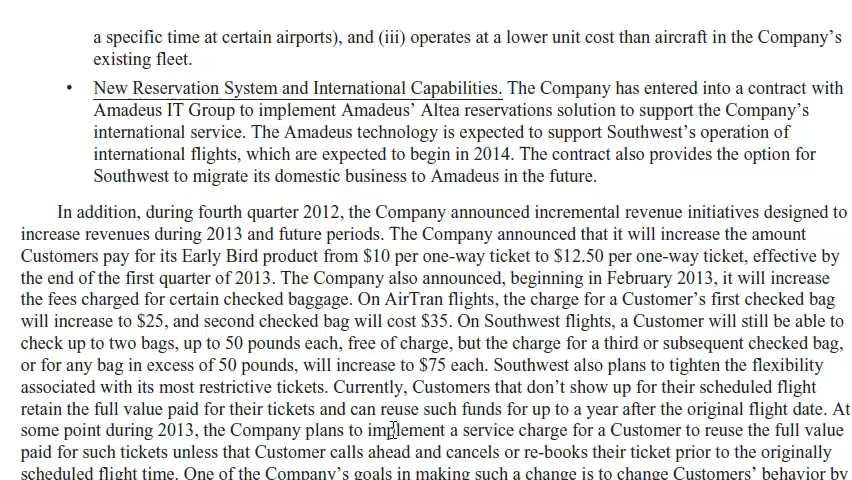 a specific time at certain airports), and (iii) operates at a lower unit cost than aircraft in the Company’s
existing fleet.
• New Reservation System and International Capabilities. The Company has entered into a contract with
Amadeus IT Group to implement Amadeus’ Altea reservations solution to support the Company’s
international service. The Amadeus technology is expected to support Southwest’s operation of
international flights, which are expected to begin in 2014. The contract also provides the option for
Southwest to migrate its domestic business to Amadeus in the future.
In addition, during fourth quarter 2012, the Company announced incremental revenue initiatives designed to
increase revenues during 2013 and future periods. The Company announced that it will increase the amount
Customers pay for its Early Bird product from $10 per one-way ticket to $12.50 per one-way ticket, effective by
the end of the first quarter of 2013. The Company also announced, beginning in February 2013, it will increase
the fees charged for certain checked baggage. On AirTran flights, the charge for a Customer’s first checked bag
will increase to $25, and second checked bag will cost $35. On Southwest flights, a Customer will still be able to
check up to two bags, up to 50 pounds each, free of charge, but the charge for a third or subsequent checked bag,
or for any bag in excess of 50 pounds, will increase to $75 each. Southwest also plans to tighten the flexibility
associated with its most restrictive tickets. Currently, Customers that don’t show up for their scheduled flight
retain the full value paid for their tickets and can reuse such funds for up to a year after the original flight date. At
some point during 2013, the Company plans to implement a service charge for a Customer to reuse the full value
paid for such tickets unless that Customer calls ahead and cancels or re-books their ticket prior to the originally
scheduled flight time. One of the Company’s goals in making such a change is to change Customers’ behavior by